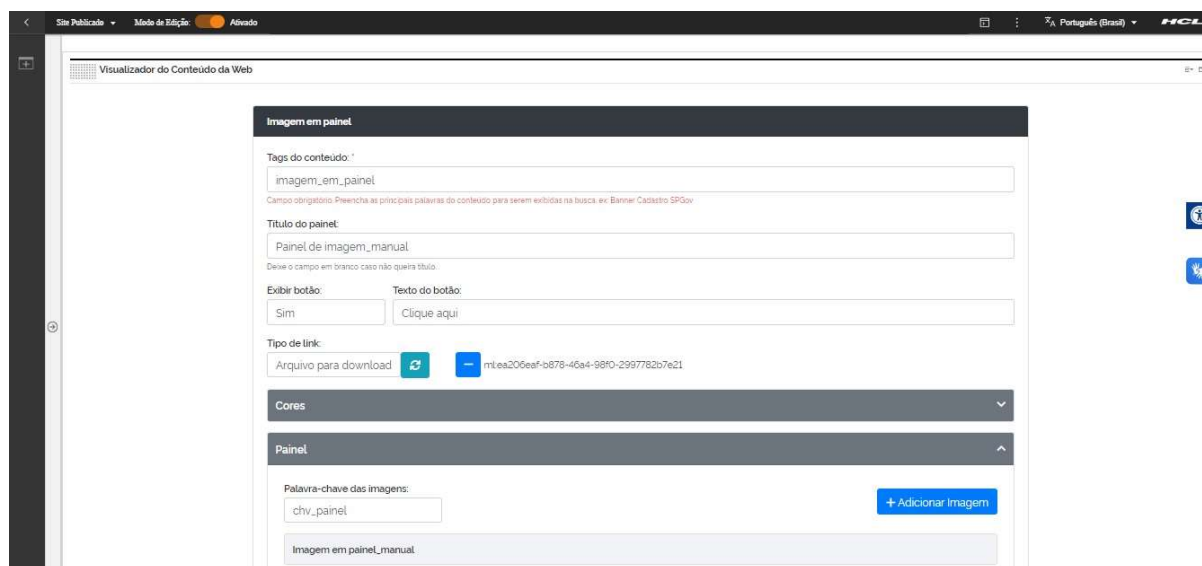 Site Publicado Modo de Edição: Ativado Português (Brasil) HCL
Visualizador do Conteúdo da Web
Imagem em painel
Tags do conteúdo: *
imagem_em_painel
Campo obrigatório. Preencha as principais palavras do conteúdo para serem exibidas na busca. ex: Banner Cadastro SPGov
Título do painel:
Painel de imagem_manual
Deixe o campo em branco caso não queira título.
Exibir botão: Texto do botão:
Sim Clique aqui
Tipo de link:
Arquivo para download ml:ea206eaf-b878-46a4-98f0-2997782b7e21
Cores
Painel
Palavra-chave das imagens:
chv_painel + Adicionar Imagem
Imagem em painel_manual